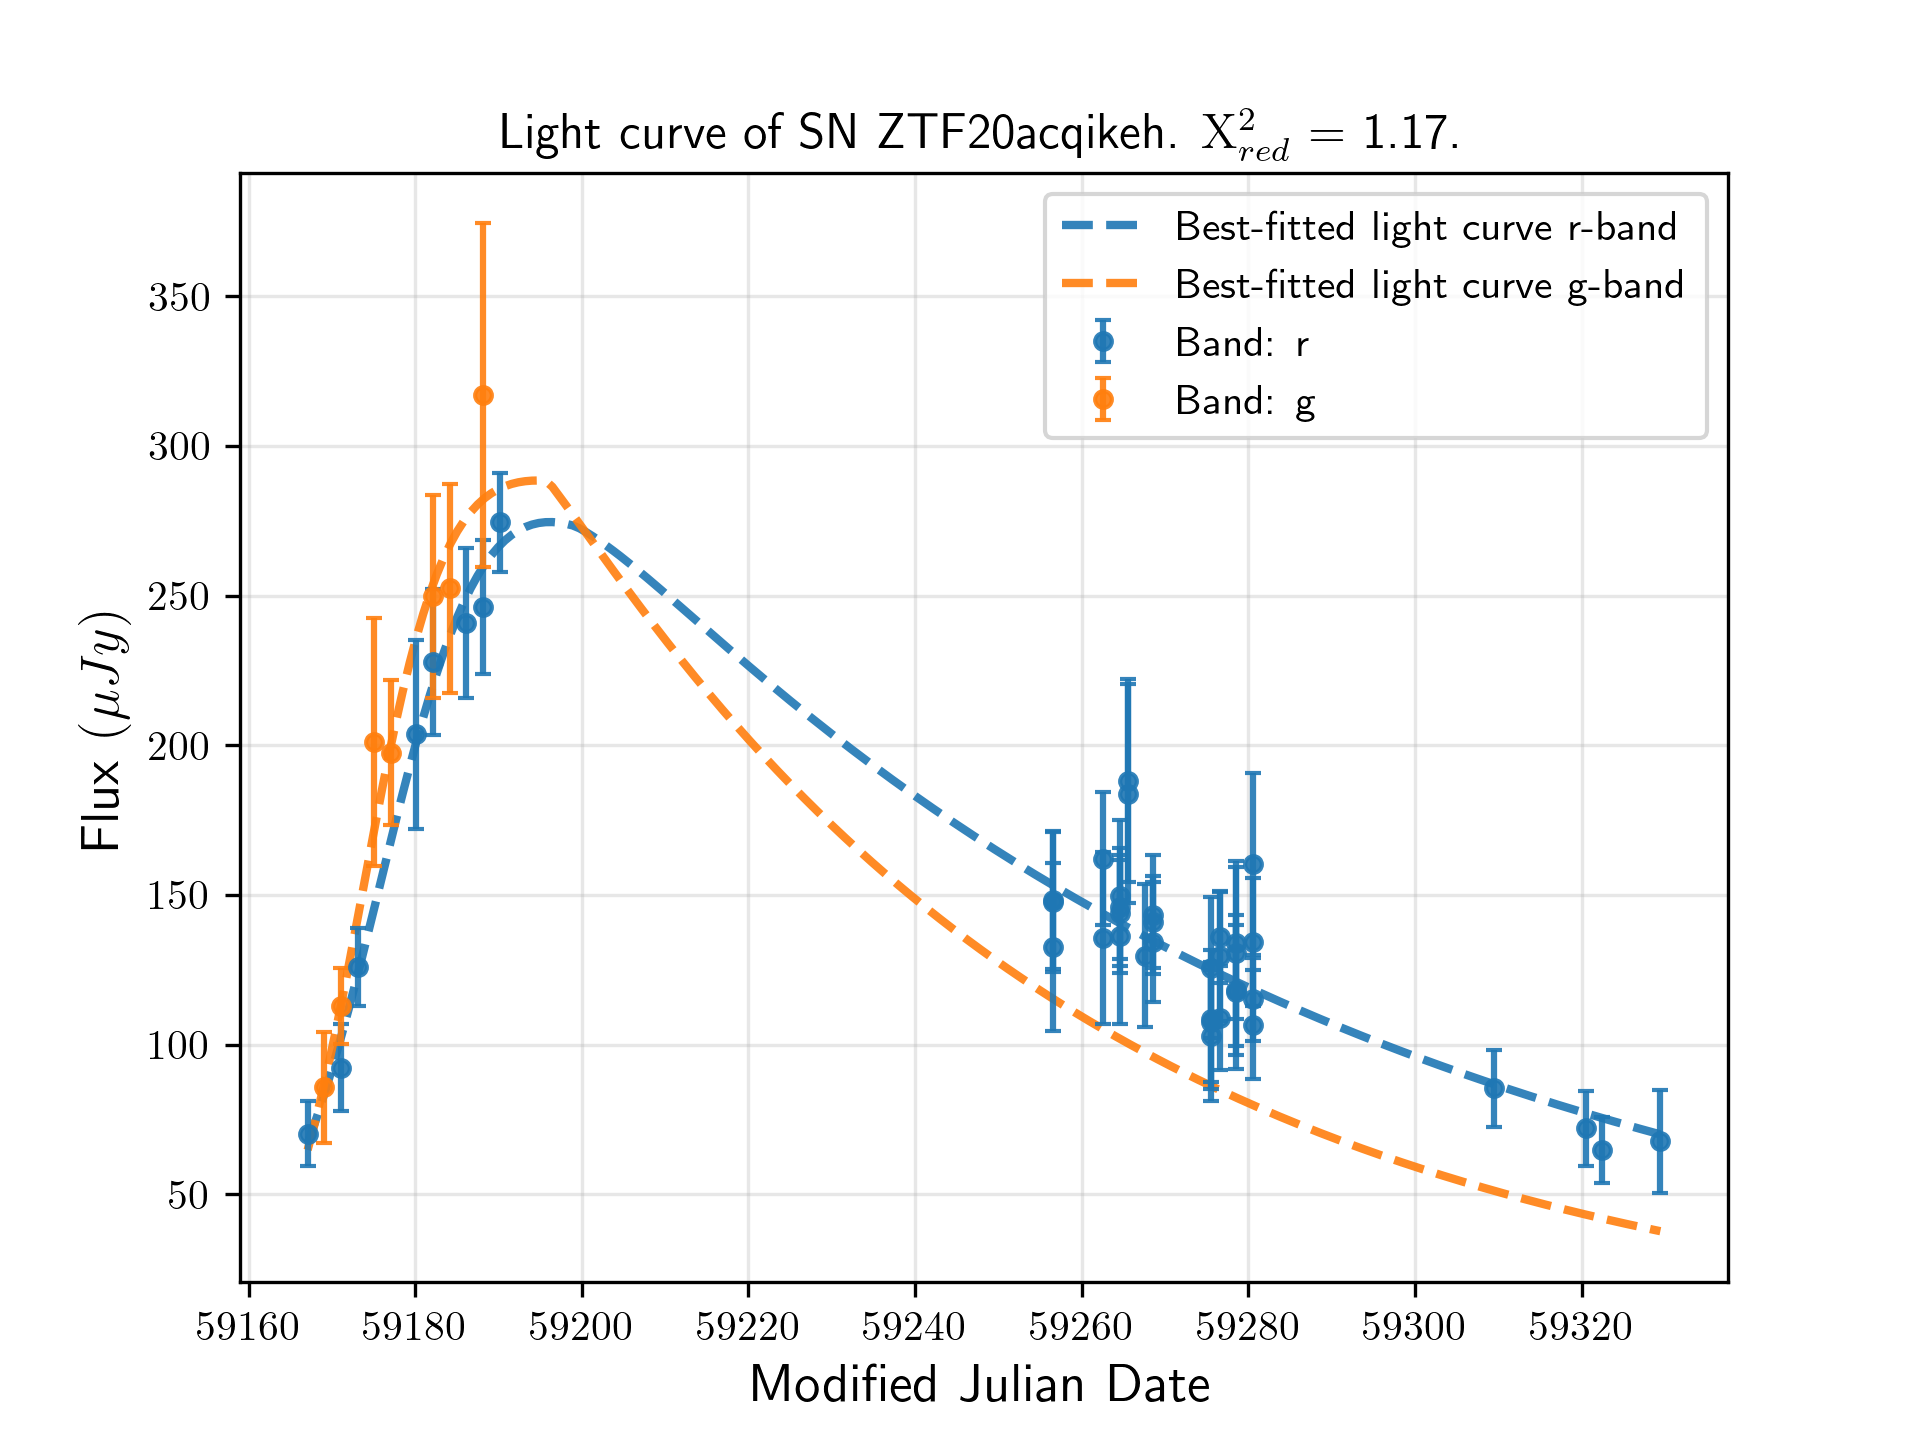 Light curve of SN ZTF20acqikeh. X²red = 1.17.
Best-fitted light curve r-band
Best-fitted light curve g-band
Band: r
Band: g
Flux (μJy)
350
300
250
200
150
100
50
59160 59180 59200 59220 59240 59260 59280 59300 59320
Modified Julian Date